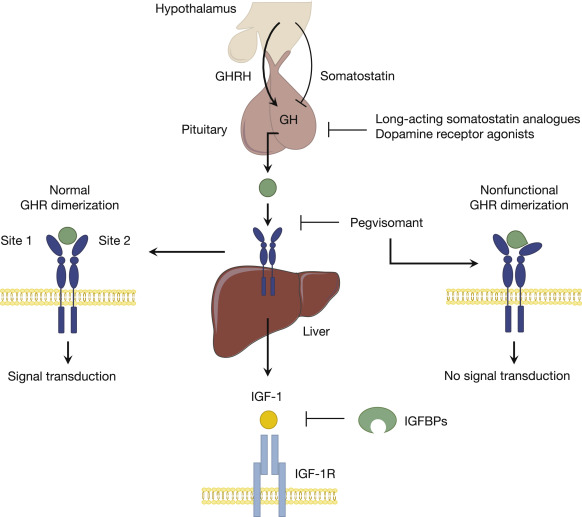 Hypothalamus
GHRH
Somatostatin
GH
Pituitary
Long-acting somatostatin analogues
Dopamine receptor agonists
Normal
GHR dimerization
Nonfunctional
GHR dimerization
Site 1
Site 2
Pegvisomant
Liver
Signal transduction
No signal transduction
IGF-1
IGFBPs
IGF-1R